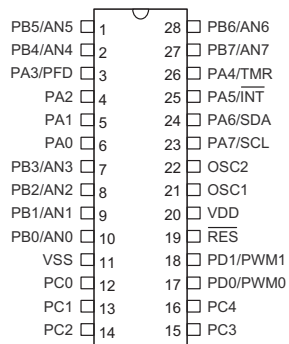 PB5/AN5 1 28 PB6/AN6
PB4/AN4 2 27 PB7/AN7
PA3/PFD 3 26 PA4/TMR
PA2 4 25 PA5/INT
PA1 5 24 PA6/SDA
PA0 6 23 PA7/SCL
PB3/AN3 7 22 OSC2
PB2/AN2 8 21 OSC1
PB1/AN1 9 20 VDD
PB0/AN0 10 19 RES
VSS 11 18 PD1/PWM1
PC0 12 17 PD0/PWM0
PC1 13 16 PC4
PC2 14 15 PC3